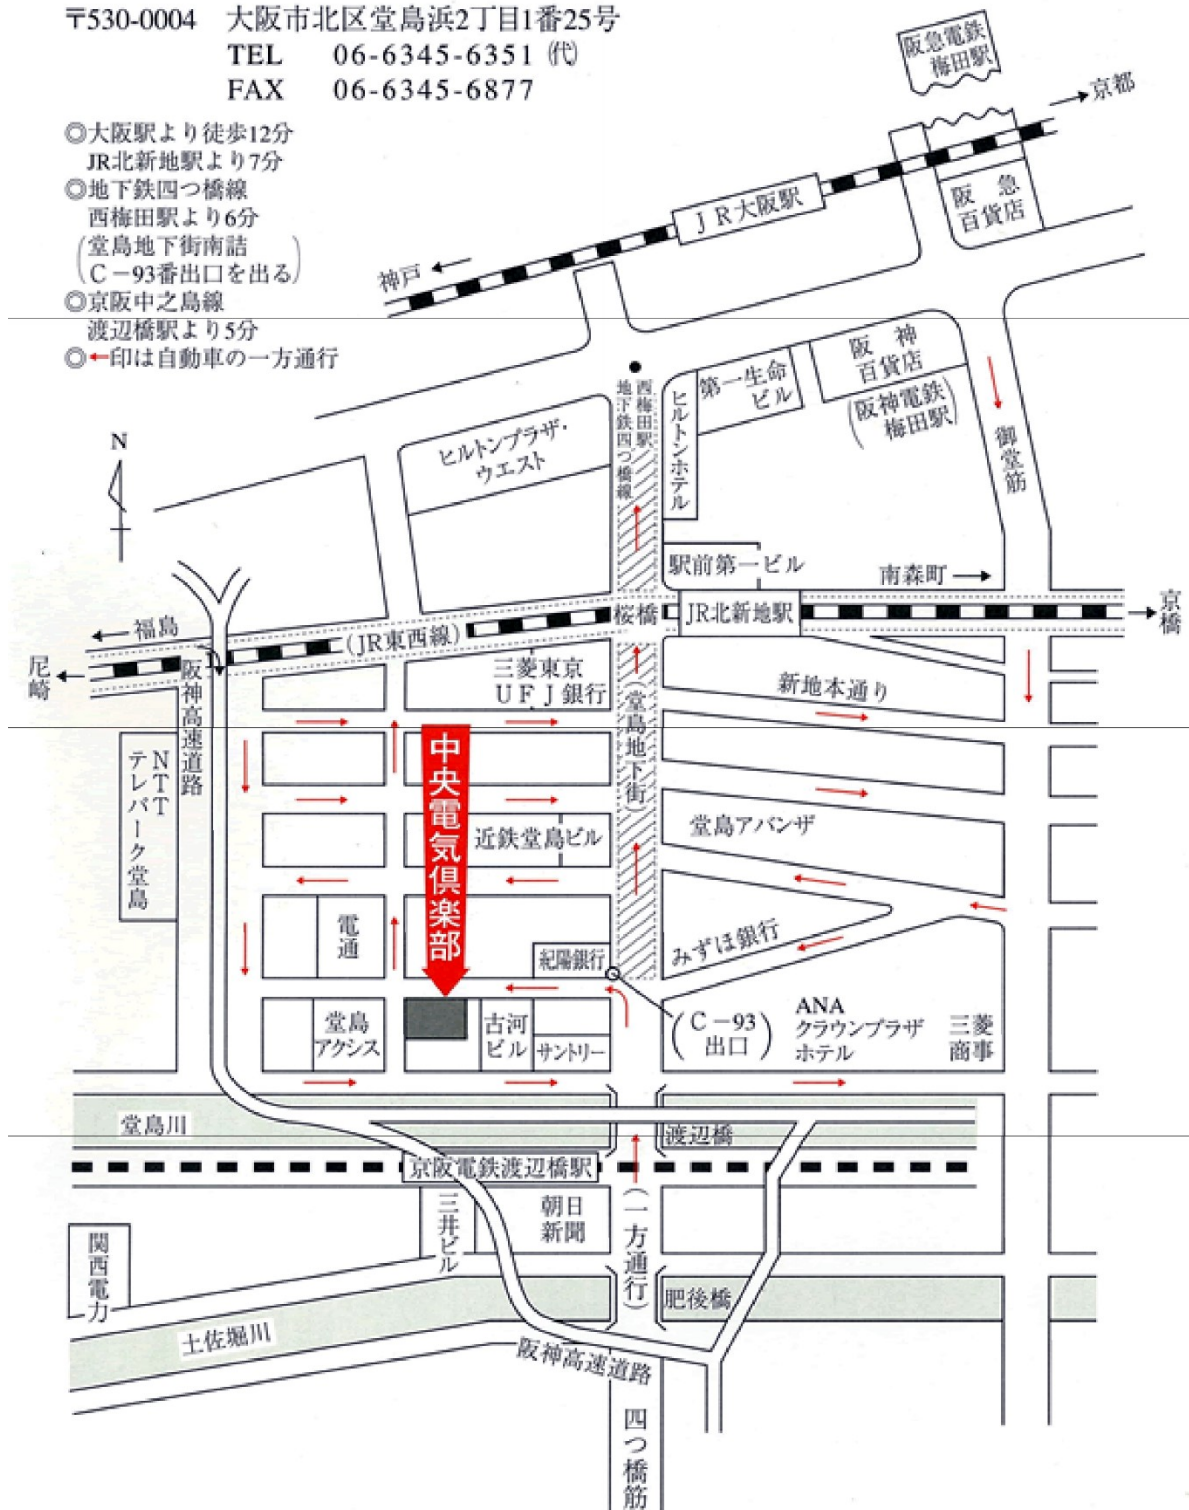 〒530-0004 大阪市北区堂島浜2丁目1番25号
TEL 06-6345-6351 (代)
FAX 06-6345-6877
◎大阪駅より徒歩12分
JR北新地駅より7分
◎地下鉄四つ橋線
西梅田駅より6分
(堂島地下街南詰
C－93番出口を出る)
◎京阪中之島線
渡辺橋駅より5分
◎←印は自動車の一方通行
阪急電鉄
梅田駅
→京都
JR大阪駅
阪急
百貨店
神戸←
阪神
百貨店
(阪神電鉄
梅田駅)
第一生命
ビル
ヒルトンホテル
西梅田駅
地下鉄四つ橋線
御堂筋
N
ヒルトンプラザ・
ウエスト
駅前第一ビル
南森町→
←福島
(JR東西線)
桜橋
JR北新地駅
→京橋
尼崎←
阪神高速道路
三菱東京
UFJ銀行
(堂島地下街)
新地本通り
NTT
テレパーク堂島
中央電気倶楽部
近鉄堂島ビル
堂島アバンザ
電通
紀陽銀行
みずほ銀行
堂島
アクシス
古河
ビル
サントリー
(C－93
出口)
ANA
クラウンプラザ
ホテル
三菱
商事
堂島川
渡辺橋
京阪電鉄渡辺橋駅
三井ビル
朝日
新聞
(一方通行)
関西電力
肥後橋
土佐堀川
阪神高速道路
四つ橋筋